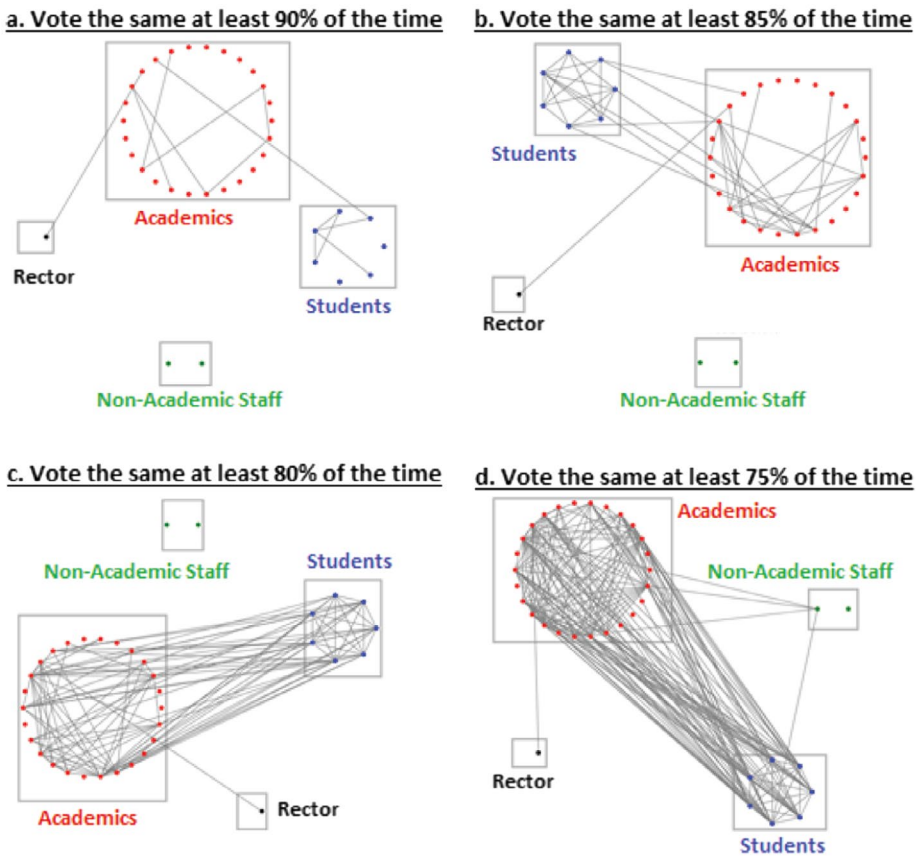 a. Vote the same at least 90% of the time
Academics
Rector
Students
Non-Academic Staff
b. Vote the same at least 85% of the time
Students
Academics
Rector
Non-Academic Staff
c. Vote the same at least 80% of the time
Non-Academic Staff
Students
Academics
Rector
d. Vote the same at least 75% of the time
Academics
Non-Academic Staff
Rector
Students